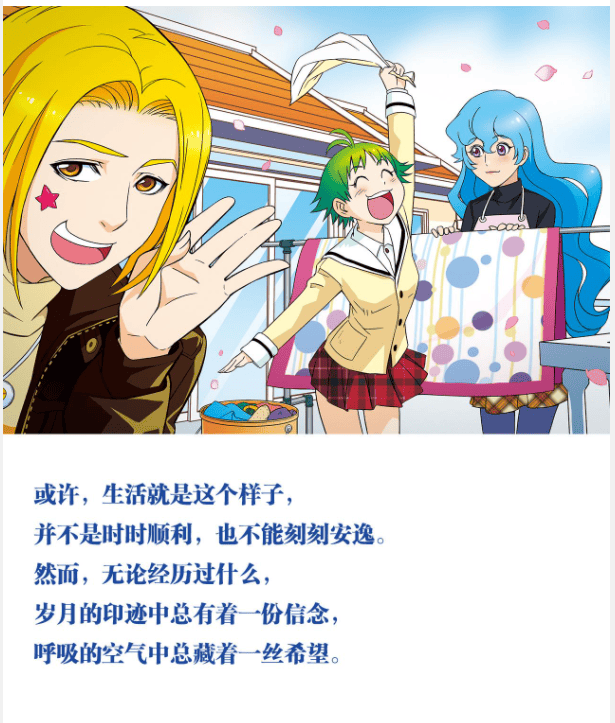 或许，生活就是这个样子，
并不是时时顺利，也不能刻刻安逸。
然而，无论经历过什么，
岁月的印迹中总有着一份信念，
呼吸的空气中总藏着一丝希望。